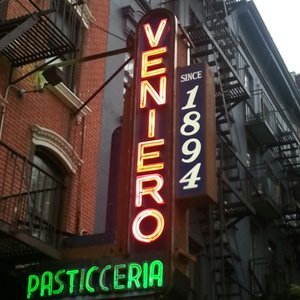 VENIERO
SINCE
1894
PASTICCERIA